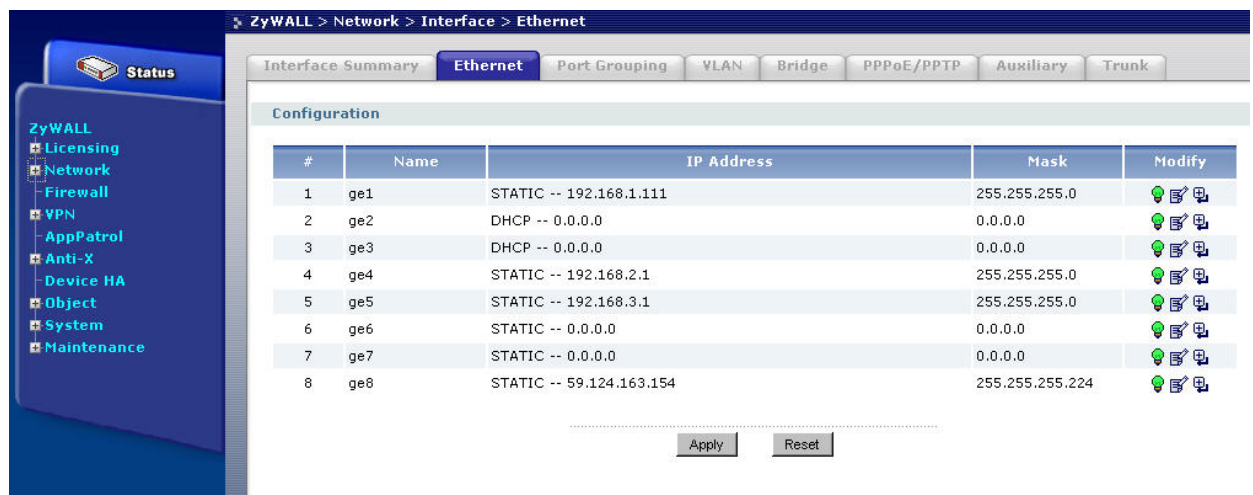 ZyWALL > Network > Interface > Ethernet
Status
Interface Summary Ethernet Port Grouping VLAN Bridge PPPoE/PPTP Auxiliary Trunk
ZyWALL
Licensing
Network
Firewall
VPN
AppPatrol
Anti-X
Device HA
Object
System
Maintenance
Configuration
# Name IP Address Mask Modify
1 ge1 STATIC -- 192.168.1.111 255.255.255.0
2 ge2 DHCP -- 0.0.0.0 0.0.0.0
3 ge3 DHCP -- 0.0.0.0 0.0.0.0
4 ge4 STATIC -- 192.168.2.1 255.255.255.0
5 ge5 STATIC -- 192.168.3.1 255.255.255.0
6 ge6 STATIC -- 0.0.0.0 0.0.0.0
7 ge7 STATIC -- 0.0.0.0 0.0.0.0
8 ge8 STATIC -- 59.124.163.154 255.255.255.224
Apply Reset